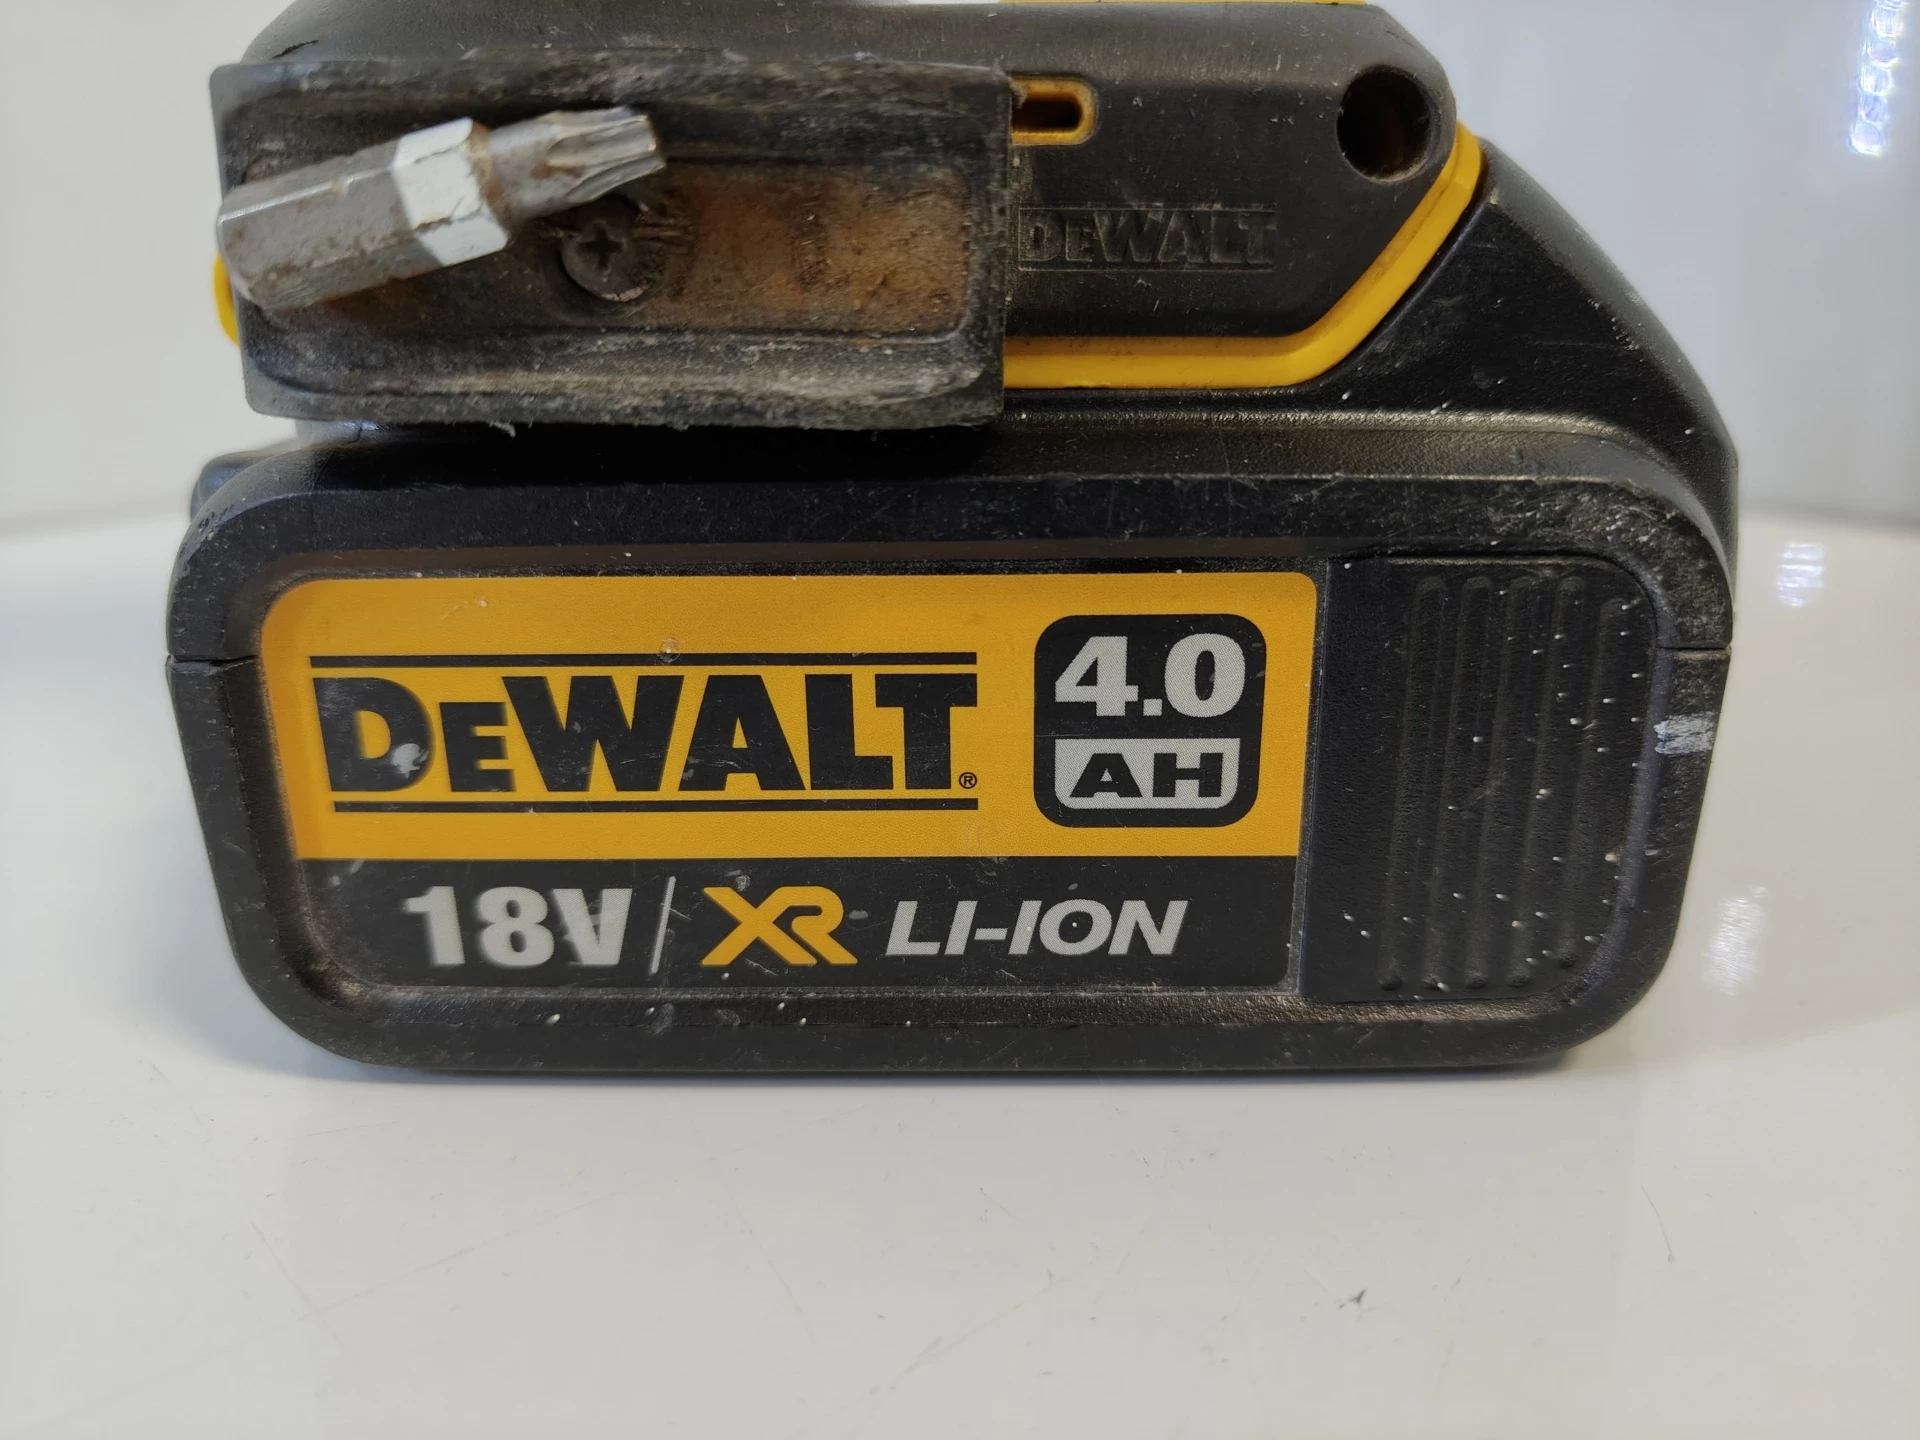 DEWALT
DEWALT®
4.0
AH
18V / XR LI-ION